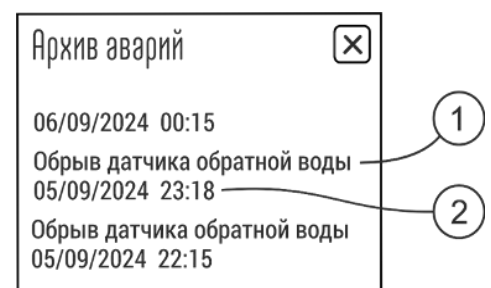 Архив аварий
06/09/2024 00:15
Обрыв датчика обратной воды
05/09/2024 23:18
Обрыв датчика обратной воды
05/09/2024 22:15
1
2